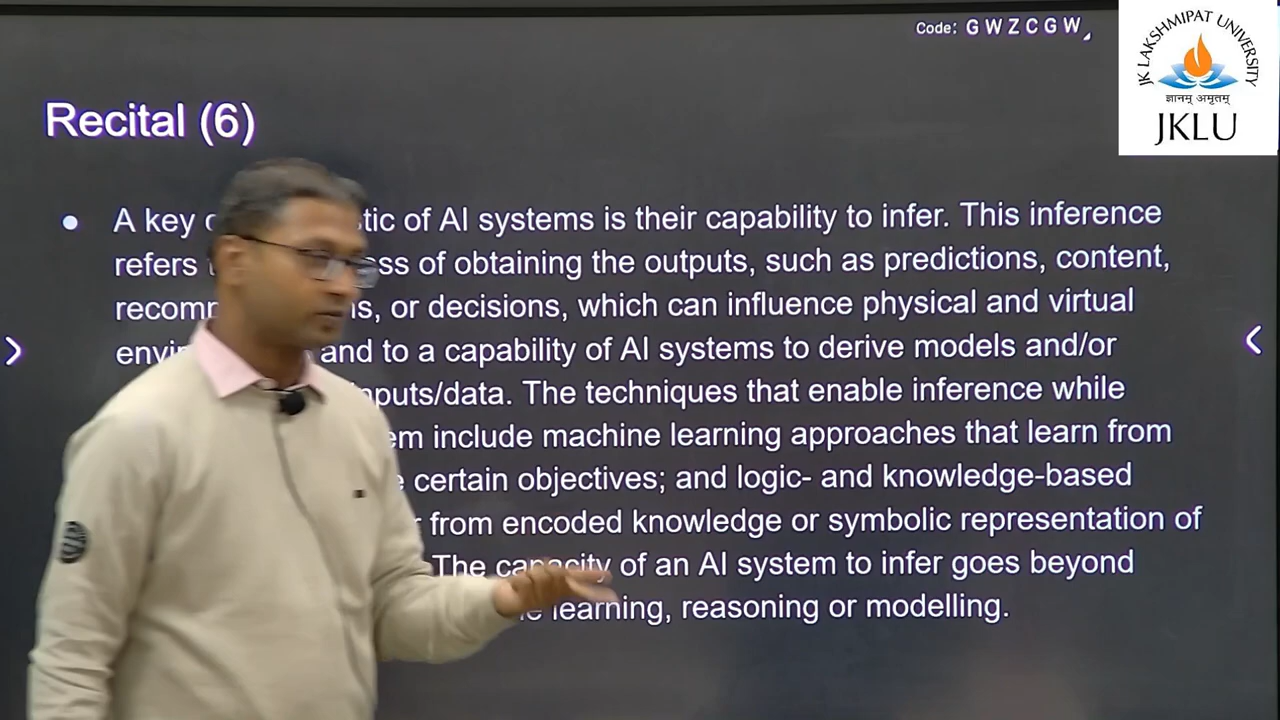 Code: G W Z C G W
JK LAKSHMIPAT UNIVERSITY
ज्ञानम् अमृतम्
JKLU
Recital (6)
A key of AI systems is their capability to infer. This inference
refers of obtaining the outputs, such as predictions, content,
or decisions, which can influence physical and virtual
and to a capability of AI systems to derive models and/or
inputs/data. The techniques that enable inference while
include machine learning approaches that learn from
certain objectives; and logic- and knowledge-based
from encoded knowledge or symbolic representation of
The capacity of an AI system to infer goes beyond
learning, reasoning or modelling.